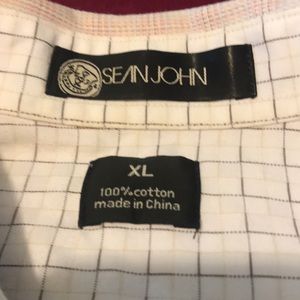 SEAN JOHN
XL
100% cotton
made in China